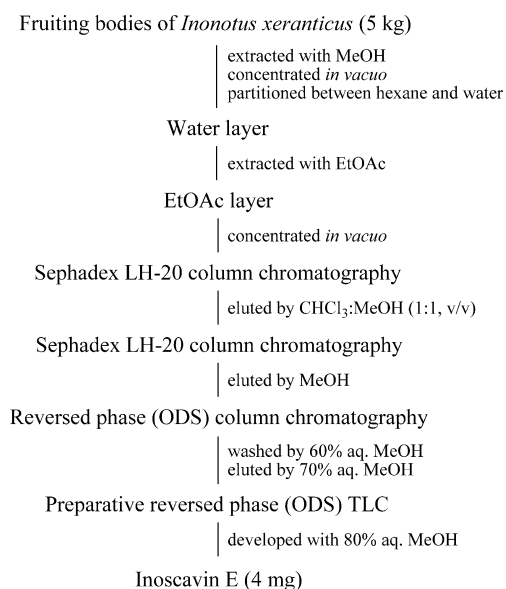 Fruiting bodies of Inonotus xeranticus (5 kg)
extracted with MeOH
concentrated in vacuo
partitioned between hexane and water
Water layer
extracted with EtOAc
EtOAc layer
concentrated in vacuo
Sephadex LH-20 column chromatography
eluted by CHCl₃:MeOH (1:1, v/v)
Sephadex LH-20 column chromatography
eluted by MeOH
Reversed phase (ODS) column chromatography
washed by 60% aq. MeOH
eluted by 70% aq. MeOH
Preparative reversed phase (ODS) TLC
developed with 80% aq. MeOH
Inoscavin E (4 mg)